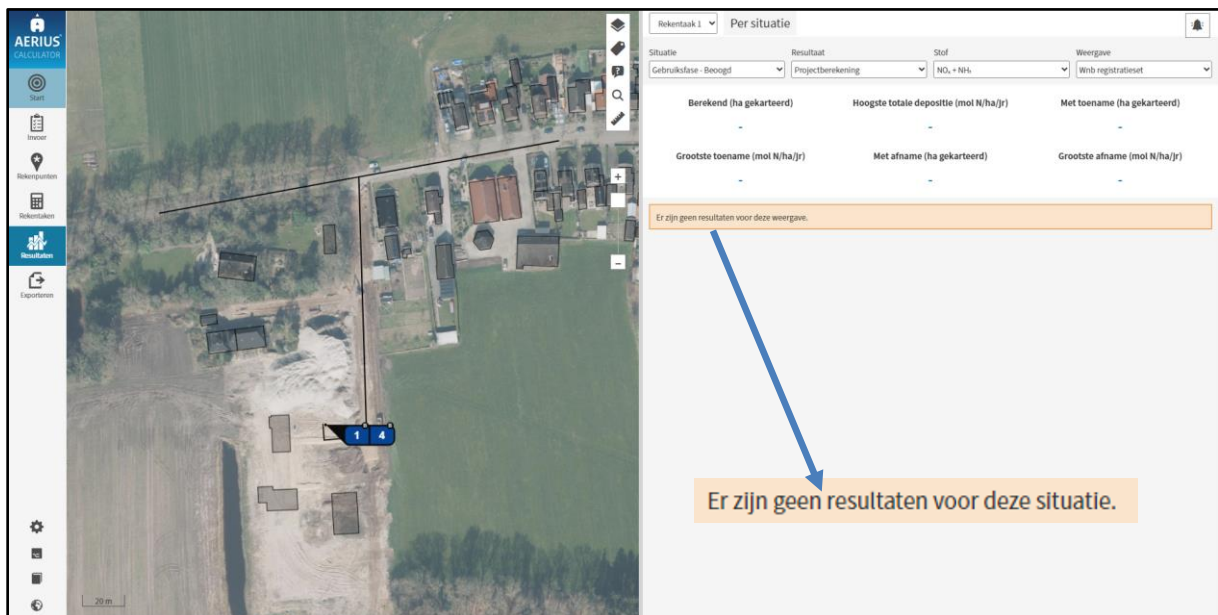 AERIUS®
CALCULATOR
Start
Invoer
Rekenpunten
Rekentaken
Resultaten
Exporteren
1 4
20 m
Rekentaak 1 Per situatie
Situatie Resultaat Stof Weergave
Gebruiksfase - Beoogd Projectberekening NOₓ + NH₃ Wnb registratieset
Berekend (ha gekarteerd) Hoogste totale depositie (mol N/ha/jr) Met toename (ha gekarteerd)
- - -
Grootste toename (mol N/ha/jr) Met afname (ha gekarteerd) Grootste afname (mol N/ha/jr)
- - -
Er zijn geen resultaten voor deze weergave.
Er zijn geen resultaten voor deze situatie.